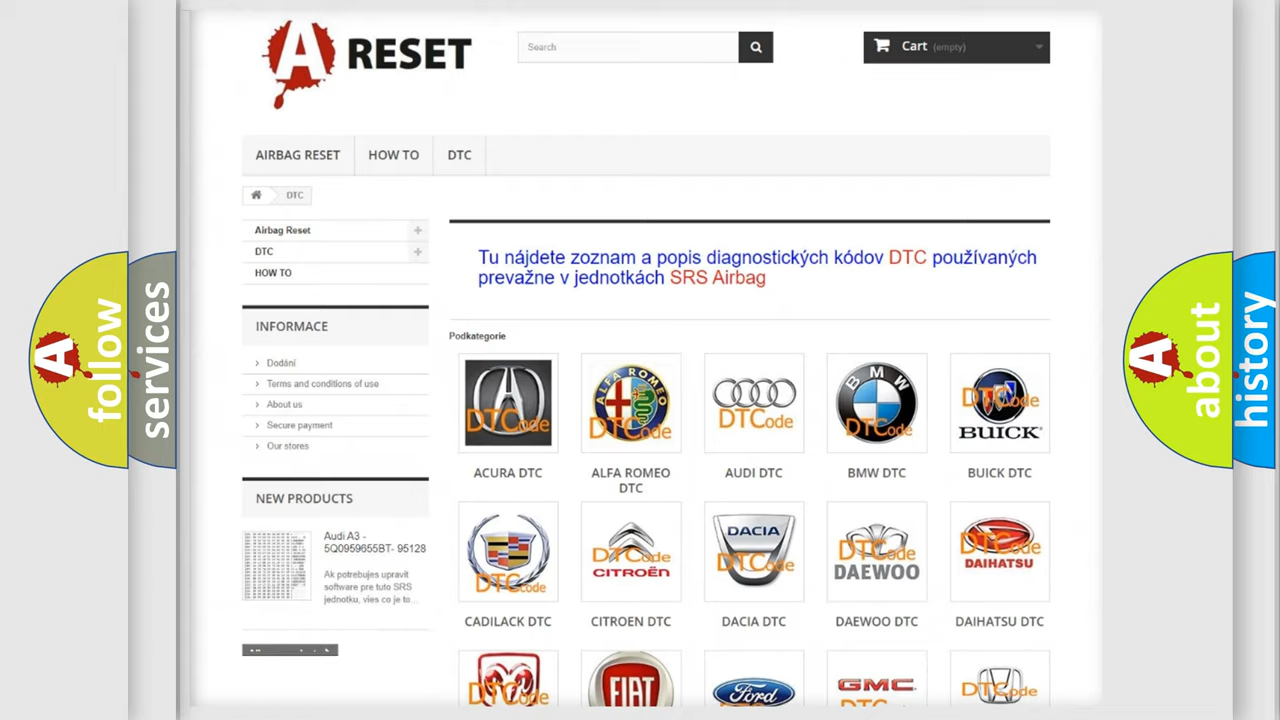 A RESET
Search
Cart (empty)
AIRBAG RESET
HOW TO
DTC
DTC
Airbag Reset
DTC
HOW TO
Tu nájdete zoznam a popis diagnostických kódov DTC používaných
prevažne v jednotkách SRS Airbag
INFORMACE
Dodání
Terms and conditions of use
About us
Secure payment
Our stores
Podkategorie
DTCode
ALFA ROMEO
DTCode
DTCode
BMW
DTCode
DTCode
BUICK
ACURA DTC
ALFA ROMEO
DTC
AUDI DTC
BMW DTC
BUICK DTC
NEW PRODUCTS
Audi A3 -
5Q0959655BT- 95128
Ak potrebujes upravit
software pre tuto SRS
jednotku, vies co je to...
DTCode
DTCode
CITROËN
DACIA
DTCode
DTCode
DAEWOO
DTCode
DAIHATSU
CADILACK DTC
CITROEN DTC
DACIA DTC
DAEWOO DTC
DAIHATSU DTC
DTCode
FIAT
Ford
GMC
DTCode
A follow
services
A about
history